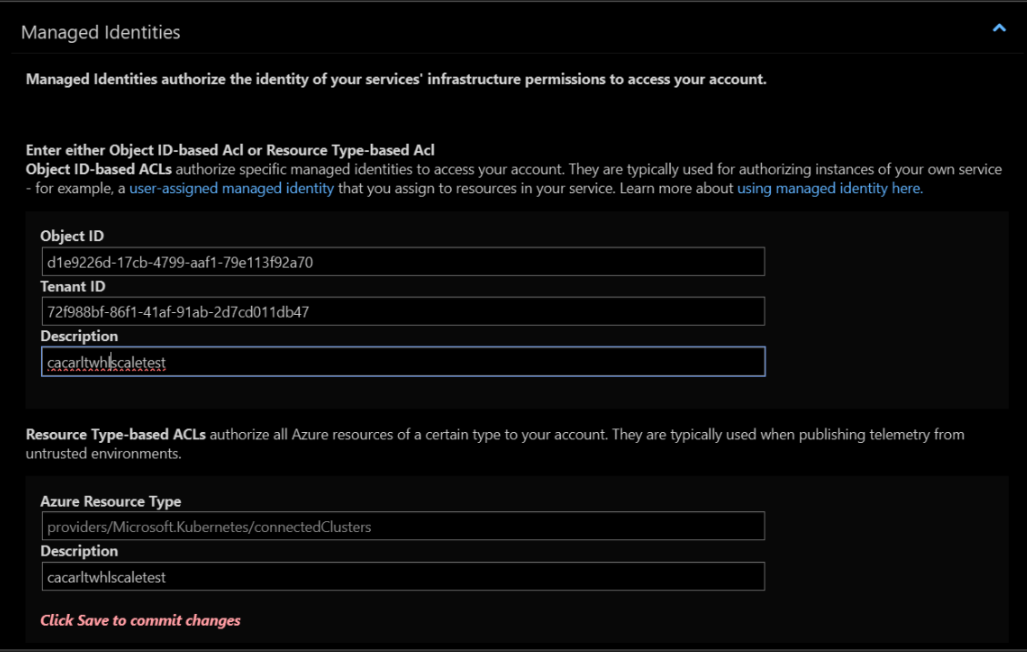 Managed Identities
Managed Identities authorize the identity of your services' infrastructure permissions to access your account.
Enter either Object ID-based Acl or Resource Type-based Acl
Object ID-based ACLs authorize specific managed identities to access your account. They are typically used for authorizing instances of your own service
- for example, a user-assigned managed identity that you assign to resources in your service. Learn more about using managed identity here.
Object ID
d1e9226d-17cb-4799-aaf1-79e113f92a70
Tenant ID
72f988bf-86f1-41af-91ab-2d7cd011db47
Description
cacarltwhlscaletest
Resource Type-based ACLs authorize all Azure resources of a certain type to your account. They are typically used when publishing telemetry from
untrusted environments.
Azure Resource Type
providers/Microsoft.Kubernetes/connectedClusters
Description
cacarltwhlscaletest
Click Save to commit changes